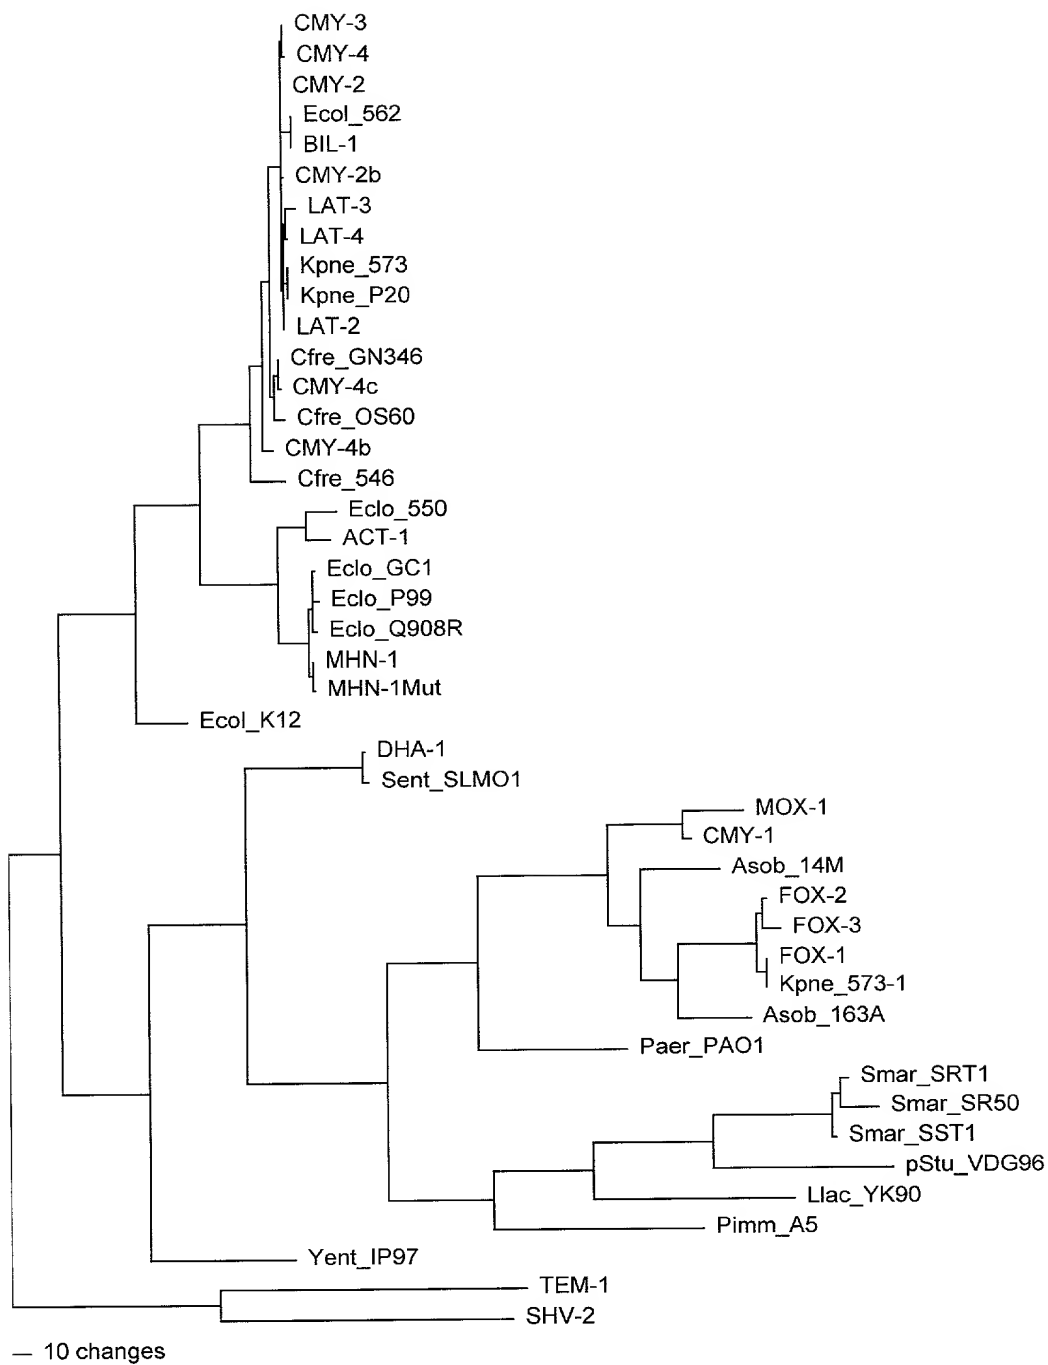 CMY-3
CMY-4
CMY-2
Ecol_562
BIL-1
CMY-2b
LAT-3
LAT-4
Kpne_573
Kpne_P20
LAT-2
Cfre_GN346
CMY-4c
Cfre_OS60
CMY-4b
Cfre_546
Eclo_550
ACT-1
Eclo_GC1
Eclo_P99
Eclo_Q908R
MHN-1
MHN-1Mut
Ecol_K12
DHA-1
Sent_SLMO1
MOX-1
CMY-1
Asob_14M
FOX-2
FOX-3
FOX-1
Kpne_573-1
Asob_163A
Paer_PAO1
Smar_SRT1
Smar_SR50
Smar_SST1
pStu_VDG96
Llac_YK90
Pimm_A5
Yent_IP97
TEM-1
SHV-2
10 changes